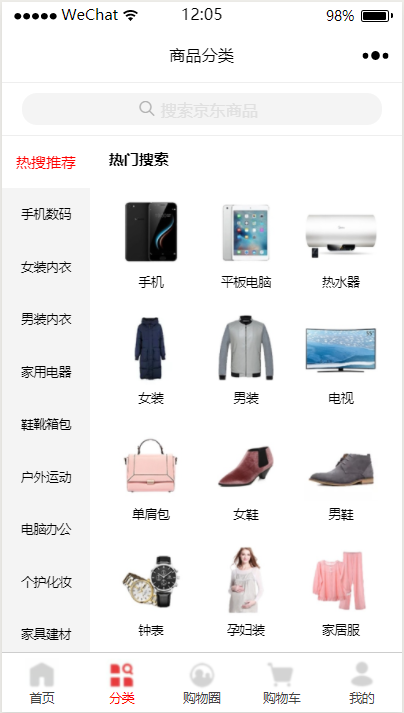 WeChat 12:05 98%
商品分类
搜索京东商品
热搜推荐
手机数码
女装内衣
男装内衣
家用电器
鞋靴箱包
户外运动
电脑办公
个护化妆
家具建材
热门搜索
手机 平板电脑 热水器
女装 男装 电视
单肩包 女鞋 男鞋
钟表 孕妇装 家居服
首页 分类 购物圈 购物车 我的